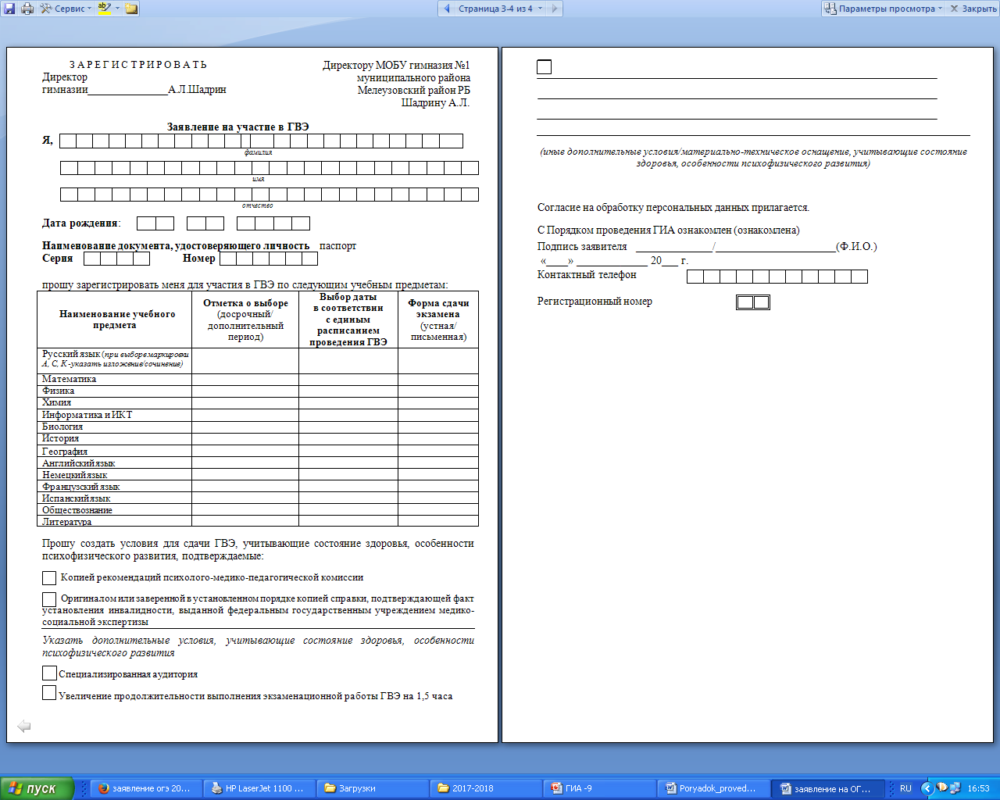 Сервис
Страница 3-4 из 4
Параметры просмотра
Закрыть
ЗАРЕГИСТРИРОВАТЬ
Директор
гимназии_______________А.Л.Шадрин
Директору МОБУ гимназия №1
муниципального района
Мелеузовский район РБ
Шадрину А.Л.
Заявление на участие в ГВЭ
Я,
фамилия
имя
отчество
Дата рождения:
Наименование документа, удостоверяющего личность паспорт
Серия Номер
прошу зарегистрировать меня для участия в ГВЭ по следующим учебным предметам:
Наименование учебного
предмета
Отметка о выборе
(досрочный/
дополнительный
период)
Выбор даты
в соответствии
с единым
расписанием
проведения ГВЭ
Форма сдачи
экзамена
(устная/
письменная)
Русский язык (при выборе маркировки
А, С, К -указать изложение/сочинение)
Математика
Физика
Химия
Информатика и ИКТ
Биология
История
География
Английский язык
Немецкий язык
Французский язык
Испанский язык
Обществознание
Литература
Прошу создать условия для сдачи ГВЭ, учитывающие состояние здоровья, особенности
психофизического развития, подтверждаемые:
Копией рекомендаций психолого-медико-педагогической комиссии
Оригиналом или заверенной в установленном порядке копией справки, подтверждающей факт
установления инвалидности, выданной федеральным государственным учреждением медико-
социальной экспертизы
Указать дополнительные условия, учитывающие состояние здоровья, особенности
психофизического развития
Специализированная аудитория
Увеличение продолжительности выполнения экзаменационной работы ГВЭ на 1,5 часа
(иные дополнительные условия/материально-техническое оснащение, учитывающие состояние
здоровья, особенности психофизического развития)
Согласие на обработку персональных данных прилагается.
С Порядком проведения ГИА ознакомлен (ознакомлена)
Подпись заявителя ______________/______________________(Ф.И.О.)
«____» _____________ 20___ г.
Контактный телефон
Регистрационный номер
пуск
заявление огэ 20...
HP LaserJet 1100 ...
Загрузки
2017-2018
ГИА -9
Poryadok_proved...
заявление на ОГ...
RU
16:53